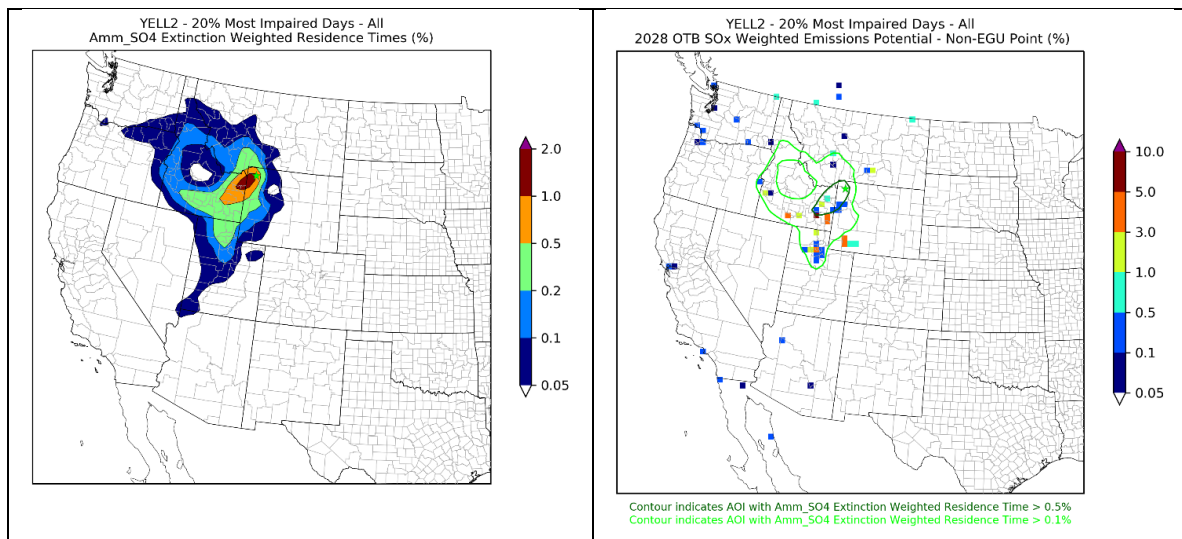 YELL2 - 20% Most Impaired Days - All
Amm_SO4 Extinction Weighted Residence Times (%)
2.0
1.0
0.5
0.2
0.1
0.05
YELL2 - 20% Most Impaired Days - All
2028 OTB SOx Weighted Emissions Potential - Non-EGU Point (%)
10.0
5.0
3.0
1.0
0.5
0.1
0.05
Contour indicates AOI with Amm_SO4 Extinction Weighted Residence Time > 0.5%
Contour indicates AOI with Amm_SO4 Extinction Weighted Residence Time > 0.1%